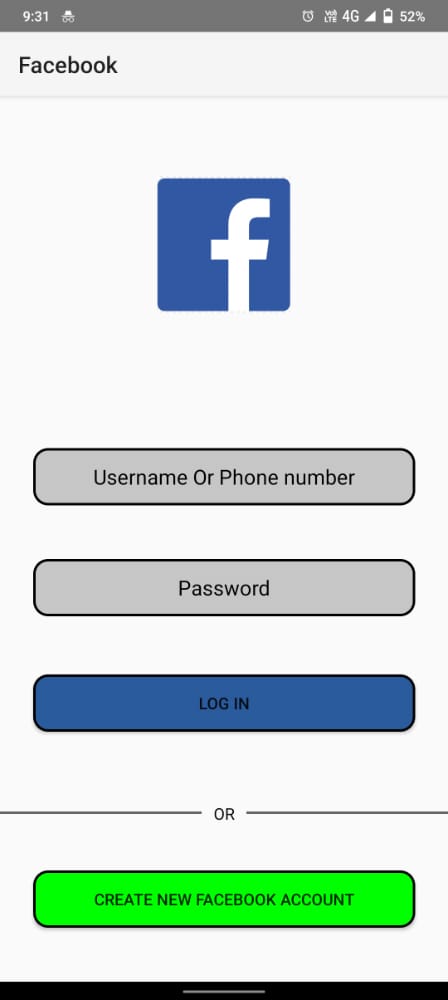 9:31 Vo) LTE 4G 52%
Facebook
f
Username Or Phone number
Password
LOG IN
OR
CREATE NEW FACEBOOK ACCOUNT